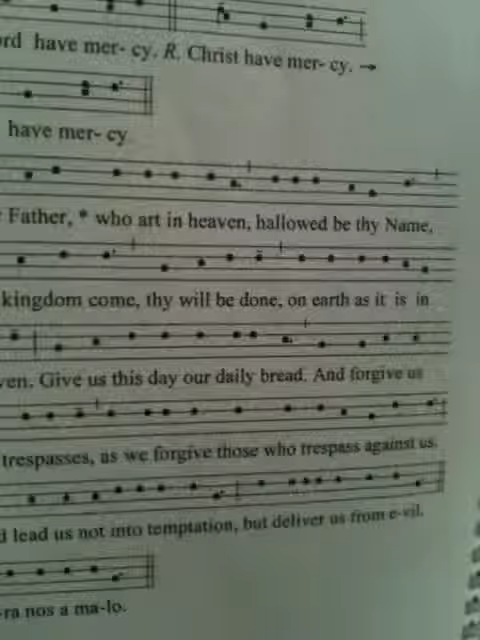 ord have mer- cy. R. Christ have mer- cy. →
have mer- cy.
Father, * who art in heaven, hallowed be thy Name,
kingdom come, thy will be done, on earth as it is in
ven. Give us this day our daily bread. And forgive us
trespasses, as we forgive those who trespass against us.
d lead us not into temptation, but deliver us from e-vil.
-ra nos a ma-lo.